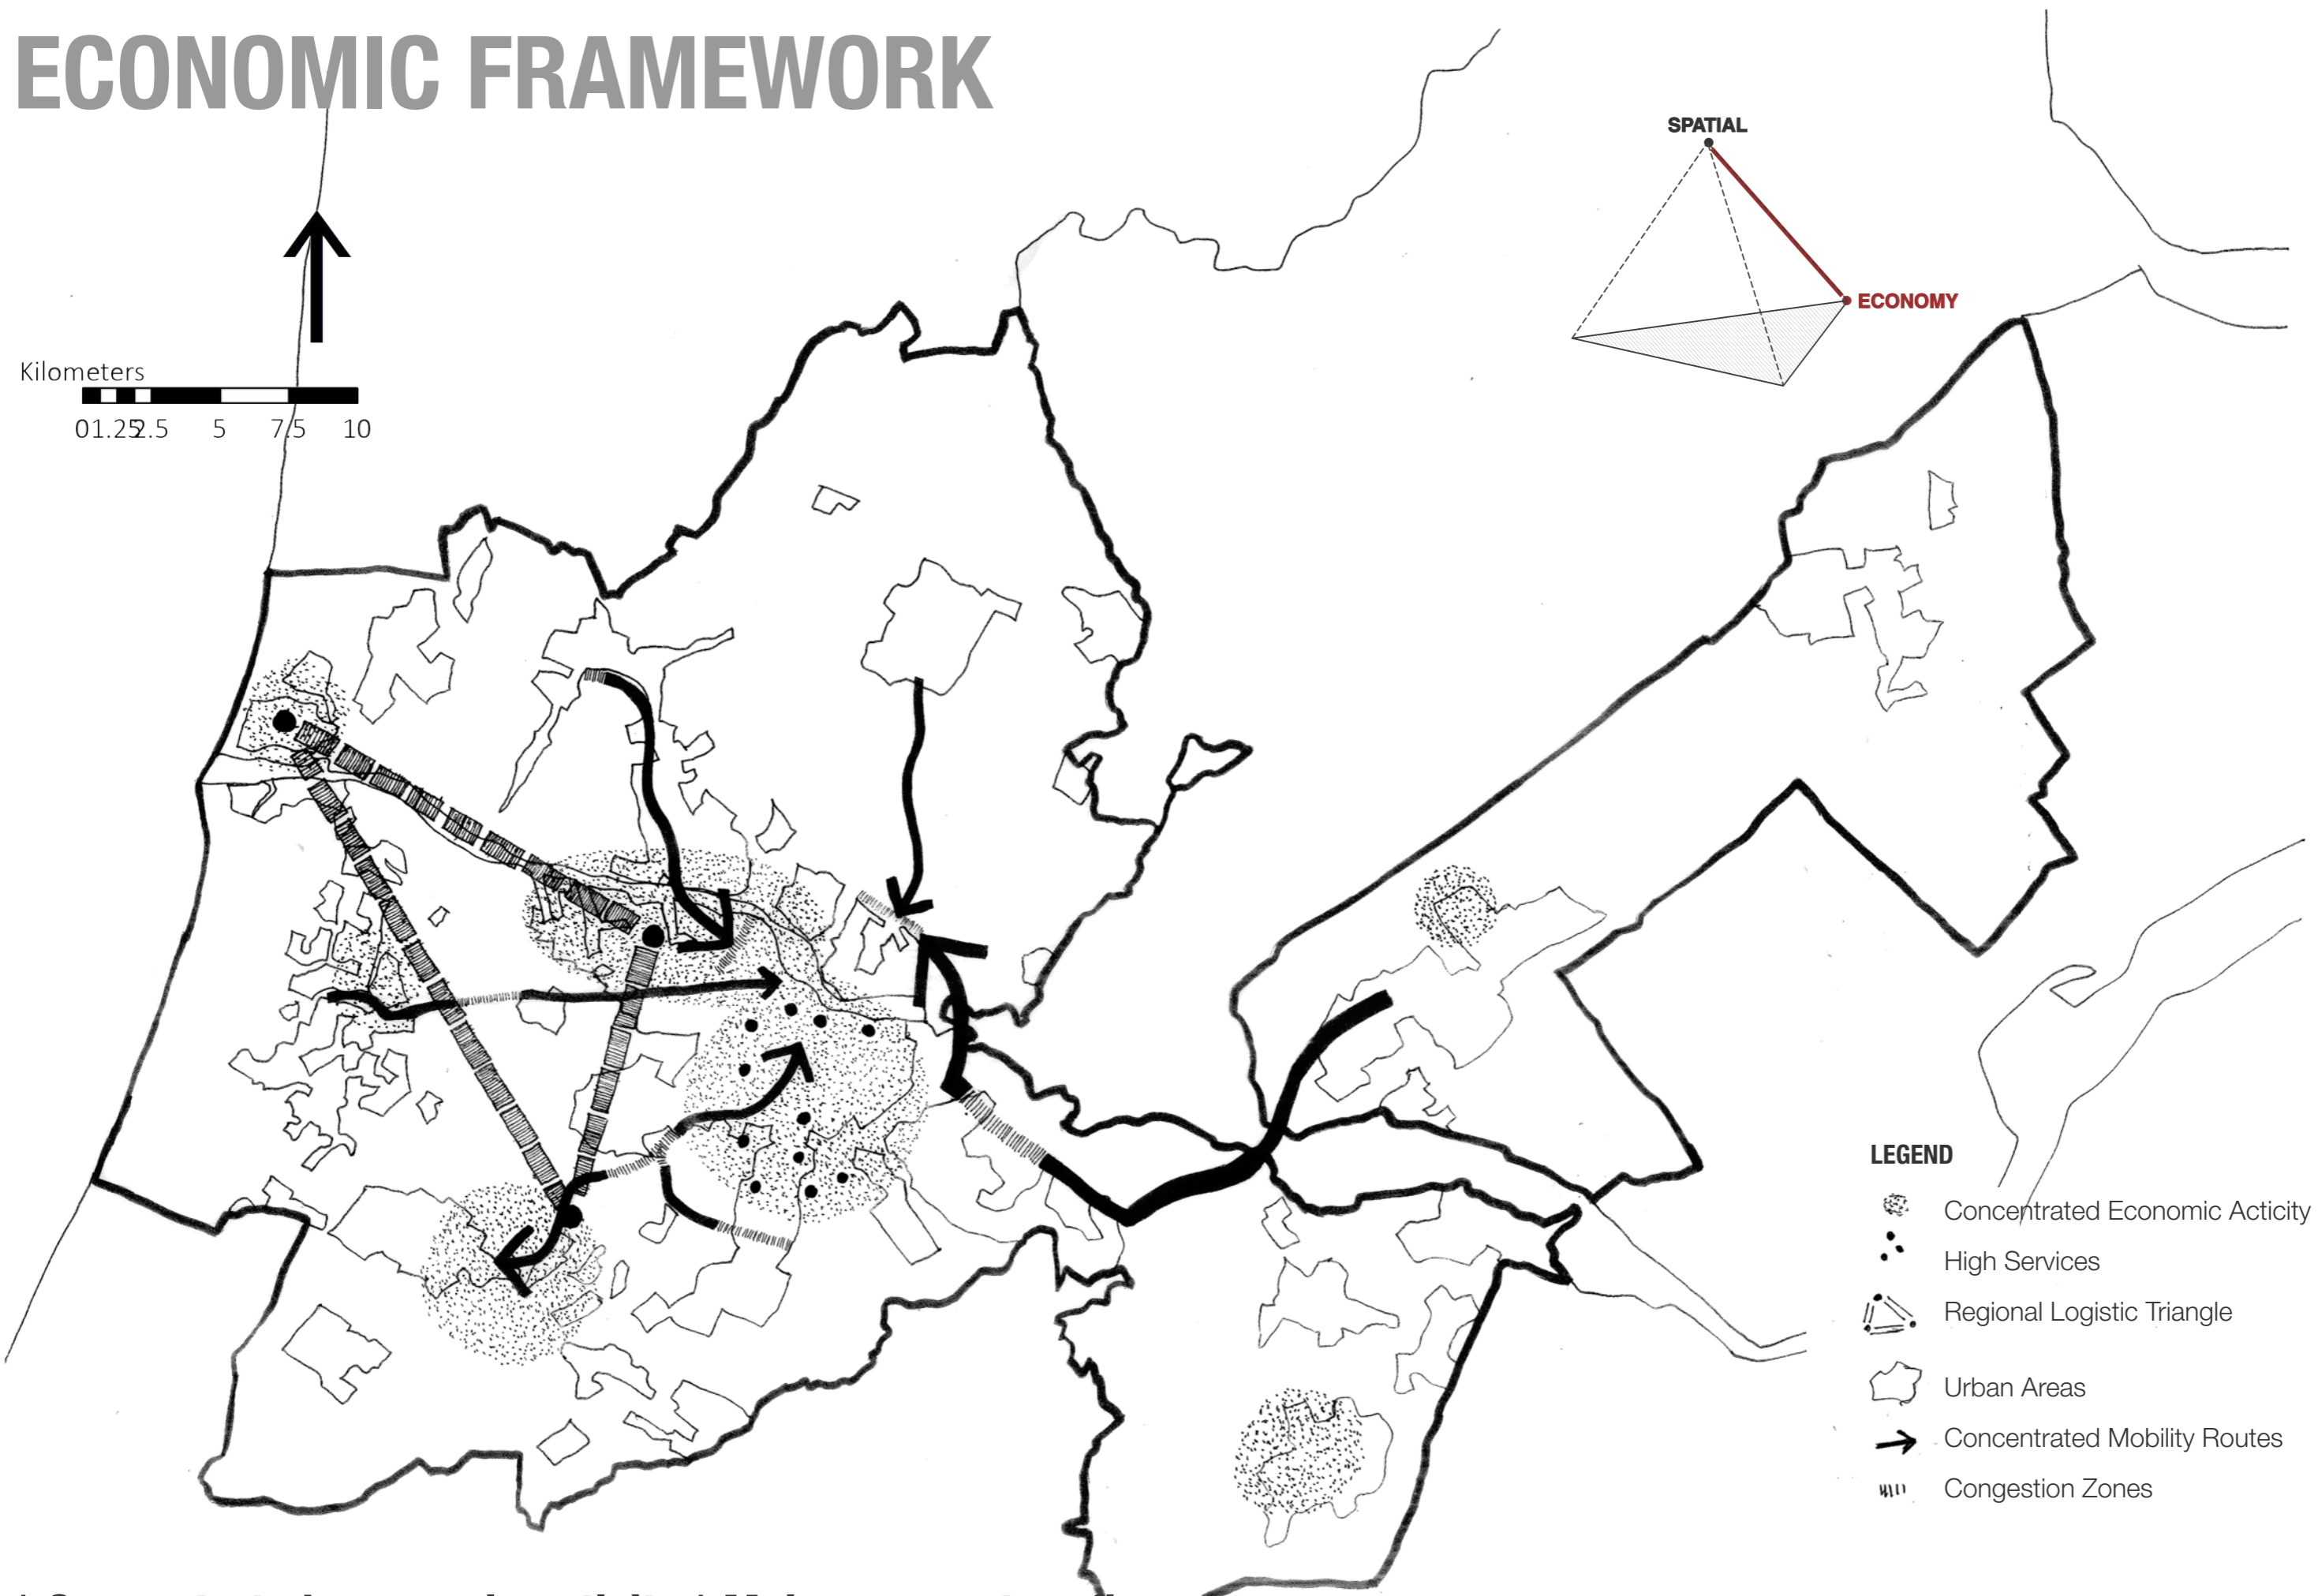 ECONOMIC FRAMEWORK
SPATIAL
ECONOMY
Kilometers
01.252.5 5 7.5 10
LEGEND
Concentrated Economic Acticity
High Services
Regional Logistic Triangle
Urban Areas
Concentrated Mobility Routes
Congestion Zones